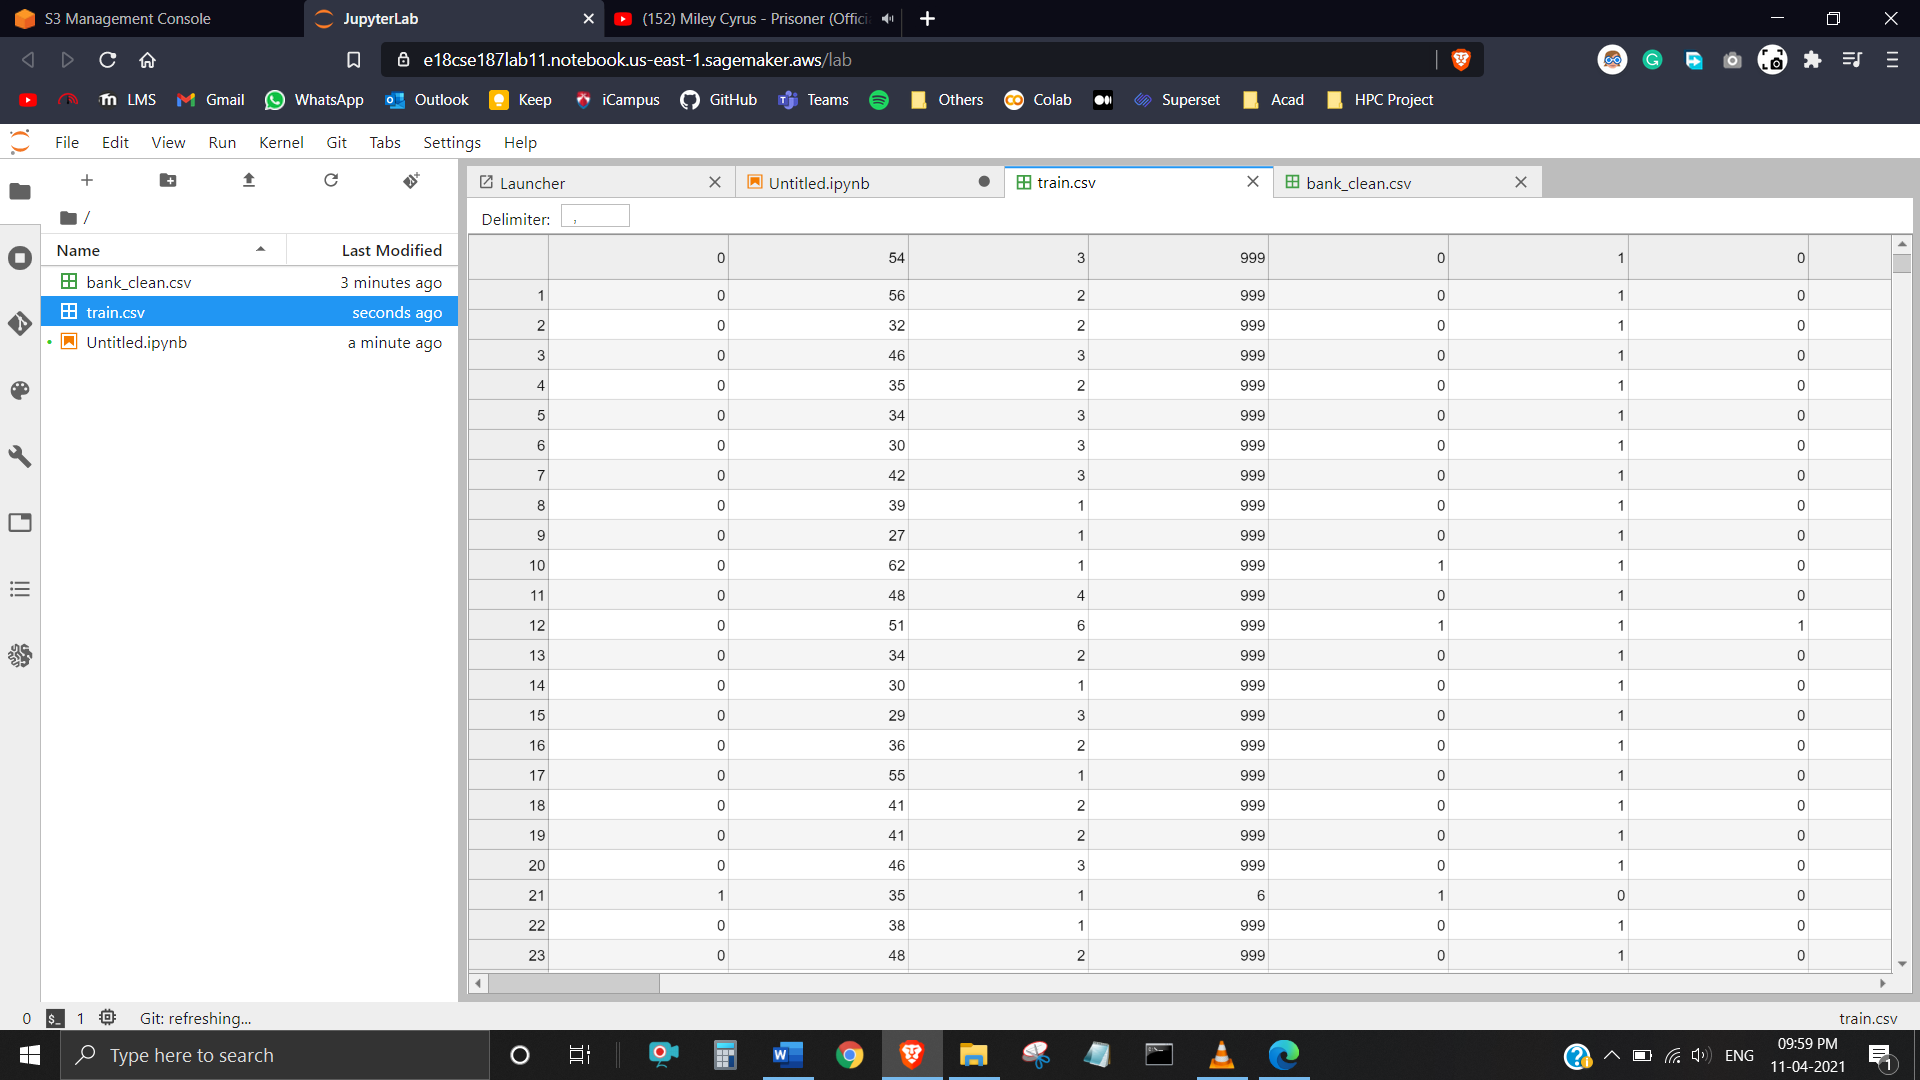 S3 Management Console
JupyterLab
(152) Miley Cyrus - Prisoner (Offici
e18cse187lab11.notebook.us-east-1.sagemaker.aws/lab
LMS Gmail WhatsApp Outlook Keep iCampus GitHub Teams Others Colab Superset Acad HPC Project
File Edit View Run Kernel Git Tabs Settings Help
/
Name Last Modified
bank_clean.csv 3 minutes ago
train.csv seconds ago
Untitled.ipynb a minute ago
Launcher Untitled.ipynb train.csv bank_clean.csv
Delimiter: ,
0 54 3 999 0 1 0
1 0 56 2 999 0 1 0
2 0 32 2 999 0 1 0
3 0 46 3 999 0 1 0
4 0 35 2 999 0 1 0
5 0 34 3 999 0 1 0
6 0 30 3 999 0 1 0
7 0 42 3 999 0 1 0
8 0 39 1 999 0 1 0
9 0 27 1 999 0 1 0
10 0 62 1 999 1 1 0
11 0 48 4 999 0 1 0
12 0 51 6 999 1 1 1
13 0 34 2 999 0 1 0
14 0 30 1 999 0 1 0
15 0 29 3 999 0 1 0
16 0 36 2 999 0 1 0
17 0 55 1 999 0 1 0
18 0 41 2 999 0 1 0
19 0 41 2 999 0 1 0
20 0 46 3 999 0 1 0
21 1 35 1 6 1 0 0
22 0 38 1 999 0 1 0
23 0 48 2 999 0 1 0
0 $_ 1 Git: refreshing... train.csv
Type here to search
ENG
09:59 PM
11-04-2021
1